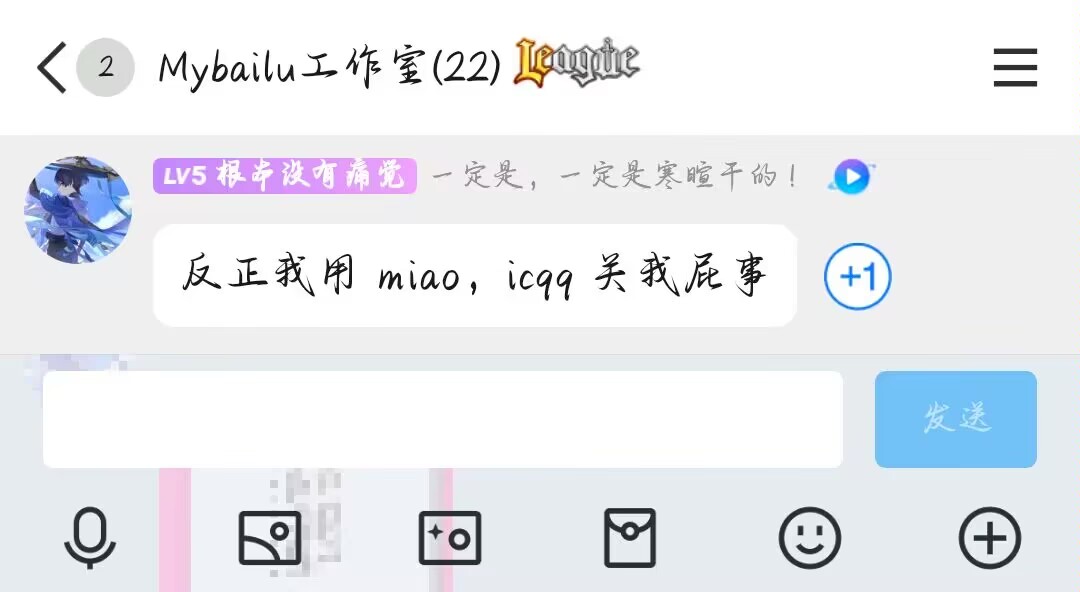 2 Mybailu工作室(22) League
LV5 根本没有痛觉 一定是，一定是寒暄干的！
反正我用 miao，icqq 关我屁事
+1
发送